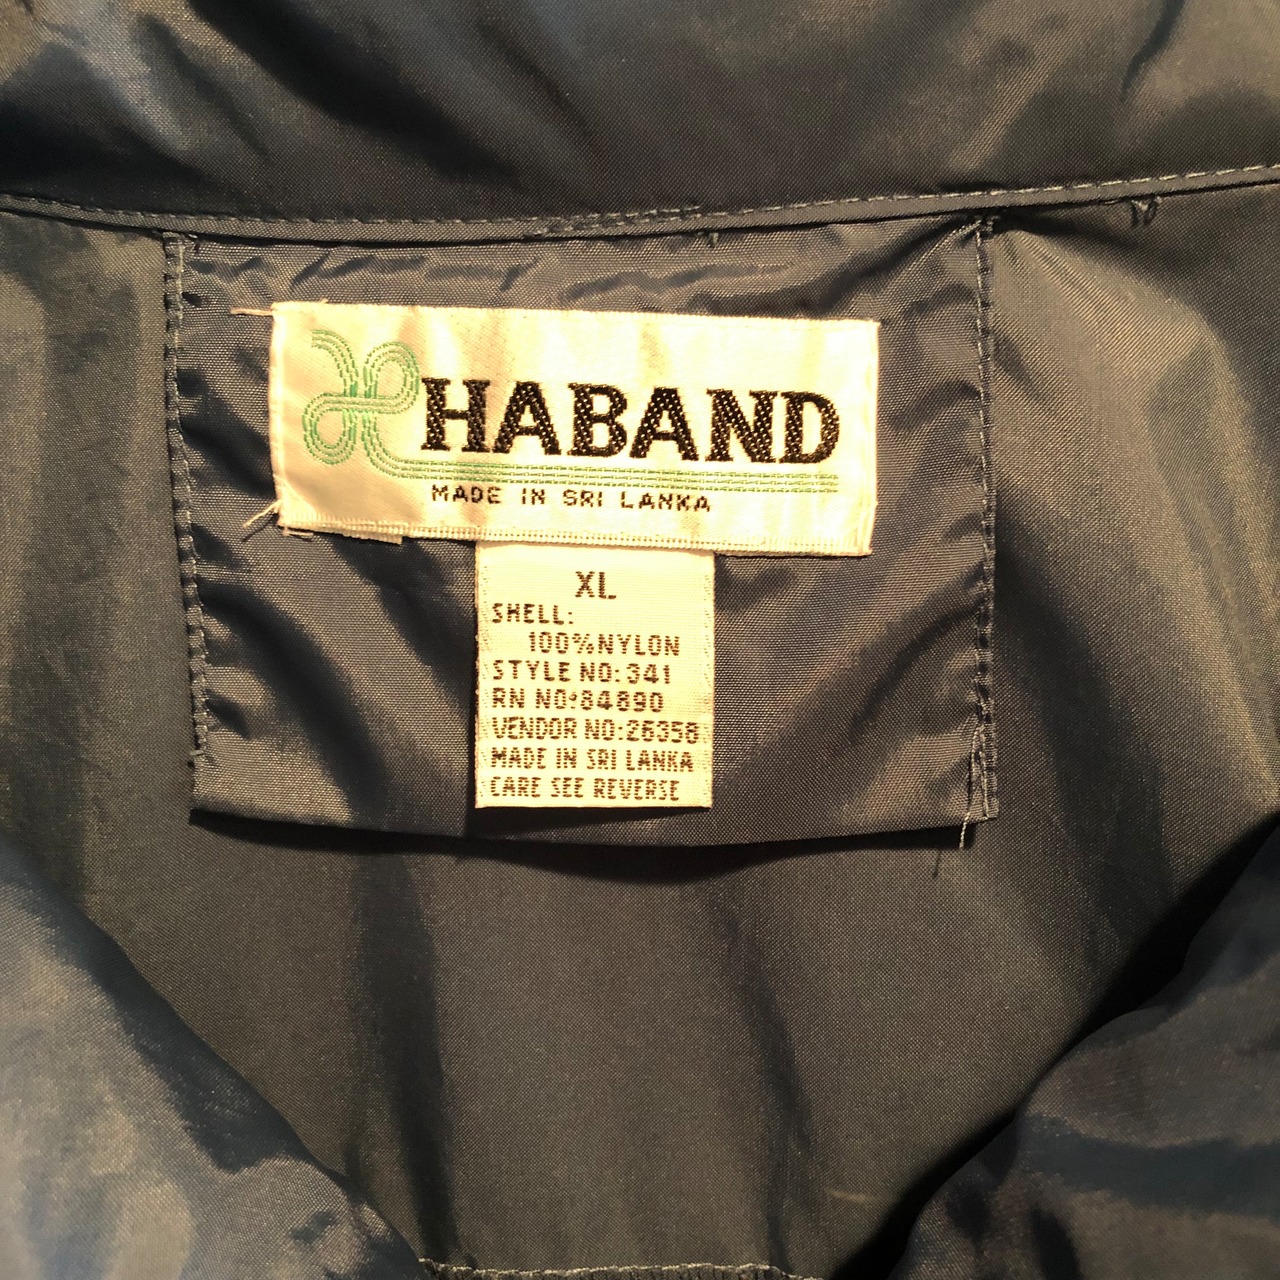 HABAND
MADE IN SRI LANKA
XL
SHELL:
100%NYLON
STYLE NO:341
RN NO:84890
VENDOR NO:26358
MADE IN SRI LANKA
CARE SEE REVERSE